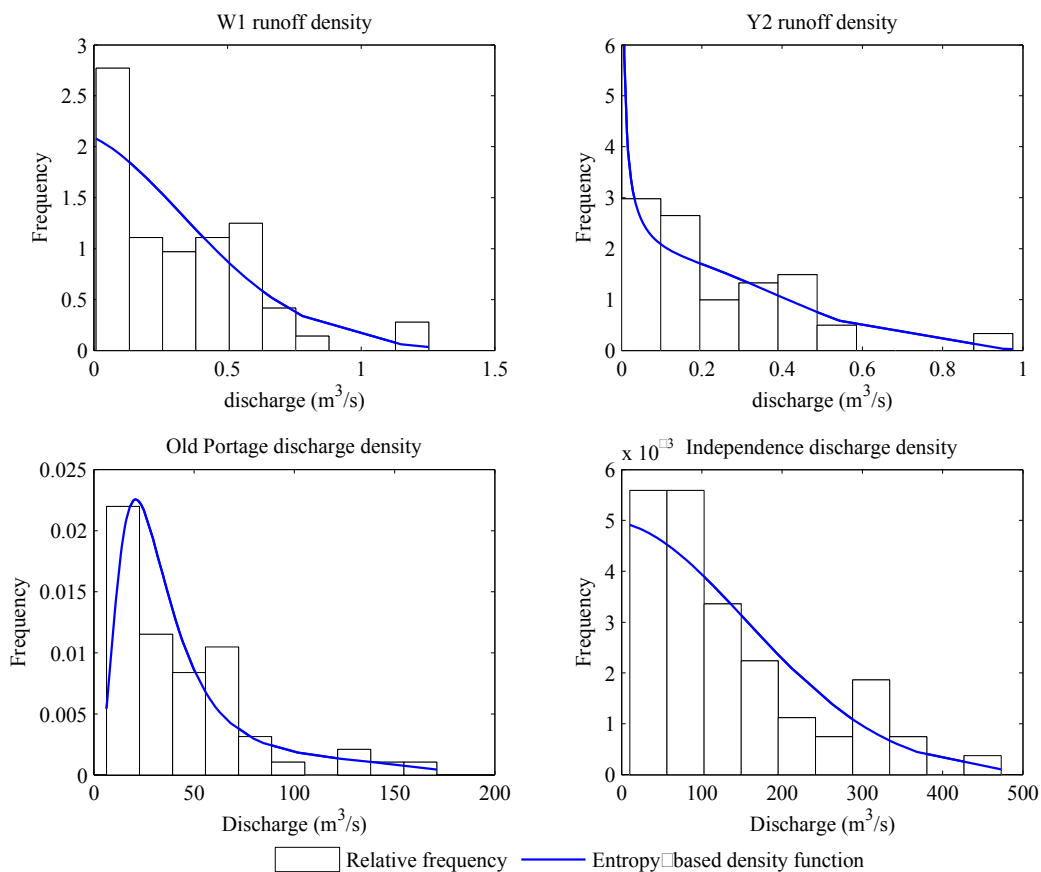 W1 runoff density
3
2.5
2
1.5
1
0.5
0
Frequency
0 0.5 1 1.5
discharge (m³/s)
Y2 runoff density
6
5
4
3
2
1
0
Frequency
0 0.2 0.4 0.6 0.8 1
discharge (m³/s)
Old Portage discharge density
0.025
0.02
0.015
0.01
0.005
0
Frequency
0 50 100 150 200
Discharge (m³/s)
x 10⁻³ Independence discharge density
6
5
4
3
2
1
0
Frequency
0 100 200 300 400 500
Discharge (m³/s)
Relative frequency
Entropy□based density function